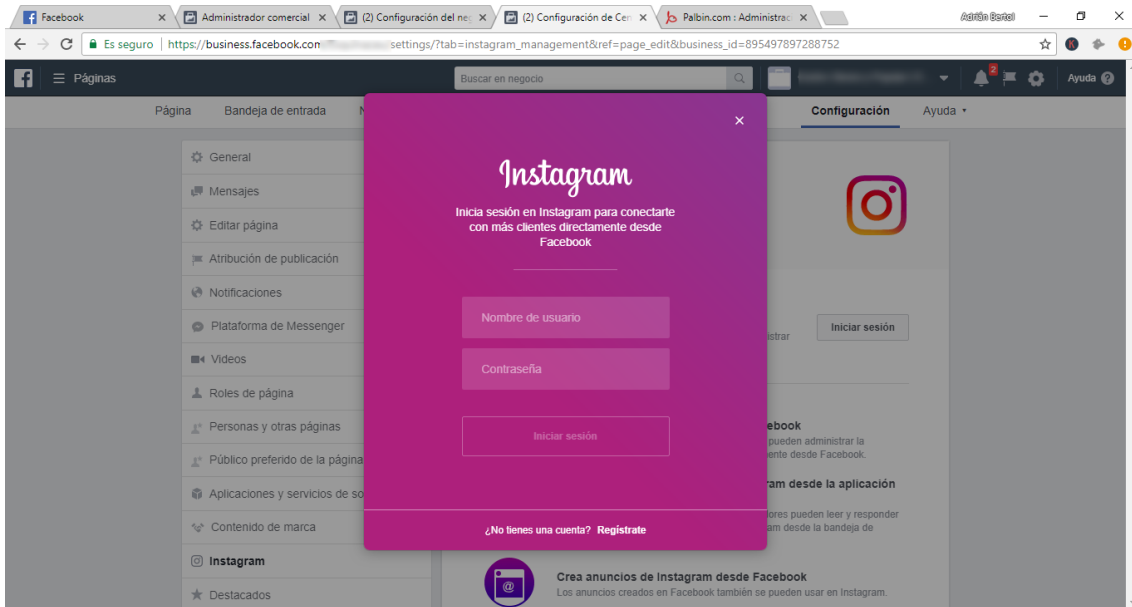 Facebook
Administrador comercial
(2) Configuración del neg
(2) Configuración de Cen
Palbin.com : Administrac
Adrián Bertol
Es seguro
https://business.facebook.com
settings/?tab=instagram_management&ref=page_edit&business_id=895497897288752
Páginas
Buscar en negocio
2
Ayuda
Página
Bandeja de entrada
Configuración
Ayuda
General
Mensajes
Editar página
Atribución de publicación
Notificaciones
Plataforma de Messenger
Videos
Roles de página
Personas y otras páginas
Público preferido de la página
Aplicaciones y servicios de so
Contenido de marca
Instagram
Destacados
Instagram
Inicia sesión en Instagram para conectarte
con más clientes directamente desde
Facebook
Nombre de usuario
Contraseña
Iniciar sesión
¿No tienes una cuenta? Regístrate
Iniciar sesión
istrar
ebook
pueden administrar la
ente desde Facebook.
ram desde la aplicación
ores pueden leer y responder
am desde la bandeja de
Crea anuncios de Instagram desde Facebook
Los anuncios creados en Facebook también se pueden usar en Instagram.